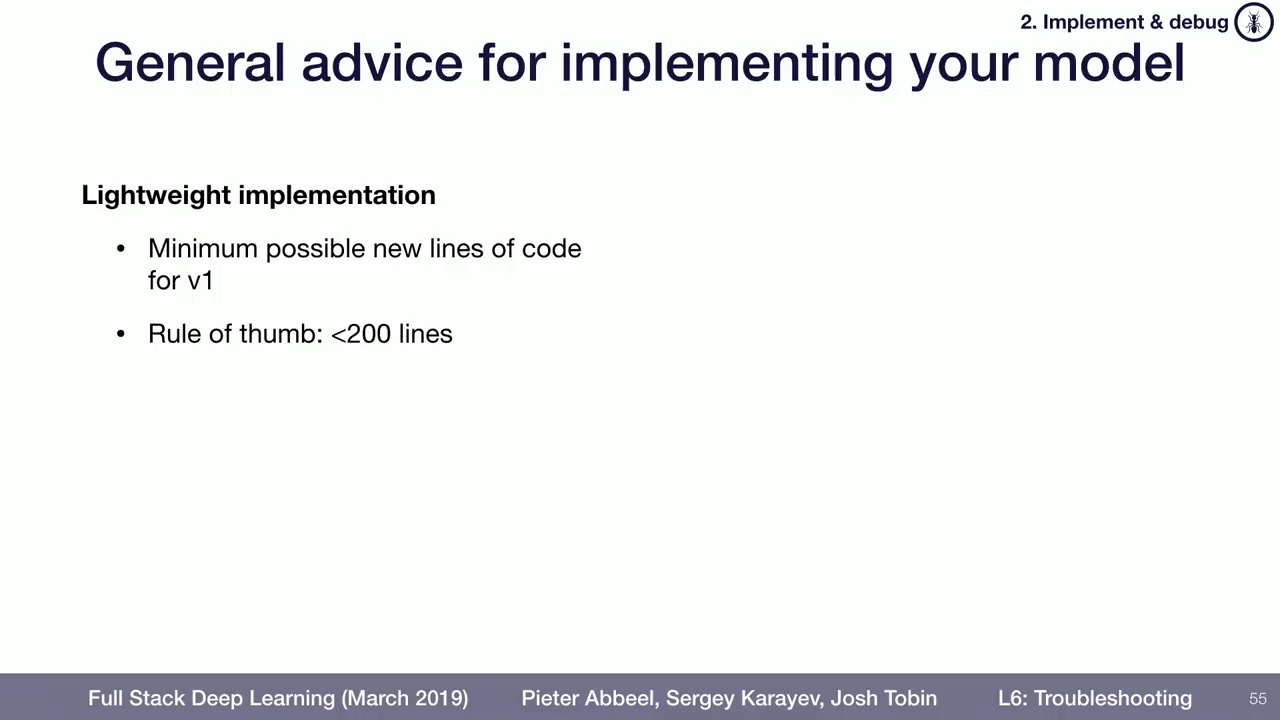 2. Implement & debug
General advice for implementing your model
Lightweight implementation
• Minimum possible new lines of code
for v1
• Rule of thumb: <200 lines
Full Stack Deep Learning (March 2019) Pieter Abbeel, Sergey Karayev, Josh Tobin L6: Troubleshooting 55